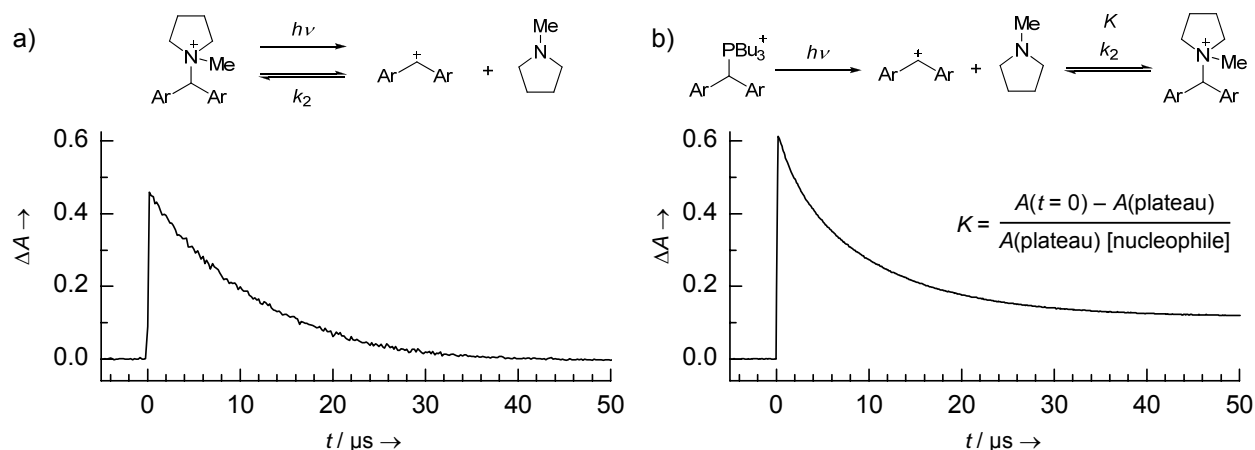 a)
N
+
Me
Ar
Ar
hν
k2
+
Ar
Ar
+
Me
N
0.6
0.4
0.2
0.0
ΔA →
0
10
20
30
40
50
t / µs →
b)
+
PBu3
Ar
Ar
hν
+
Ar
Ar
+
Me
N
K
k2
N
+
Me
Ar
Ar
0.6
0.4
0.2
0.0
ΔA →
K = A(t = 0) – A(plateau)
A(plateau) [nucleophile]
0
10
20
30
40
50
t / µs →